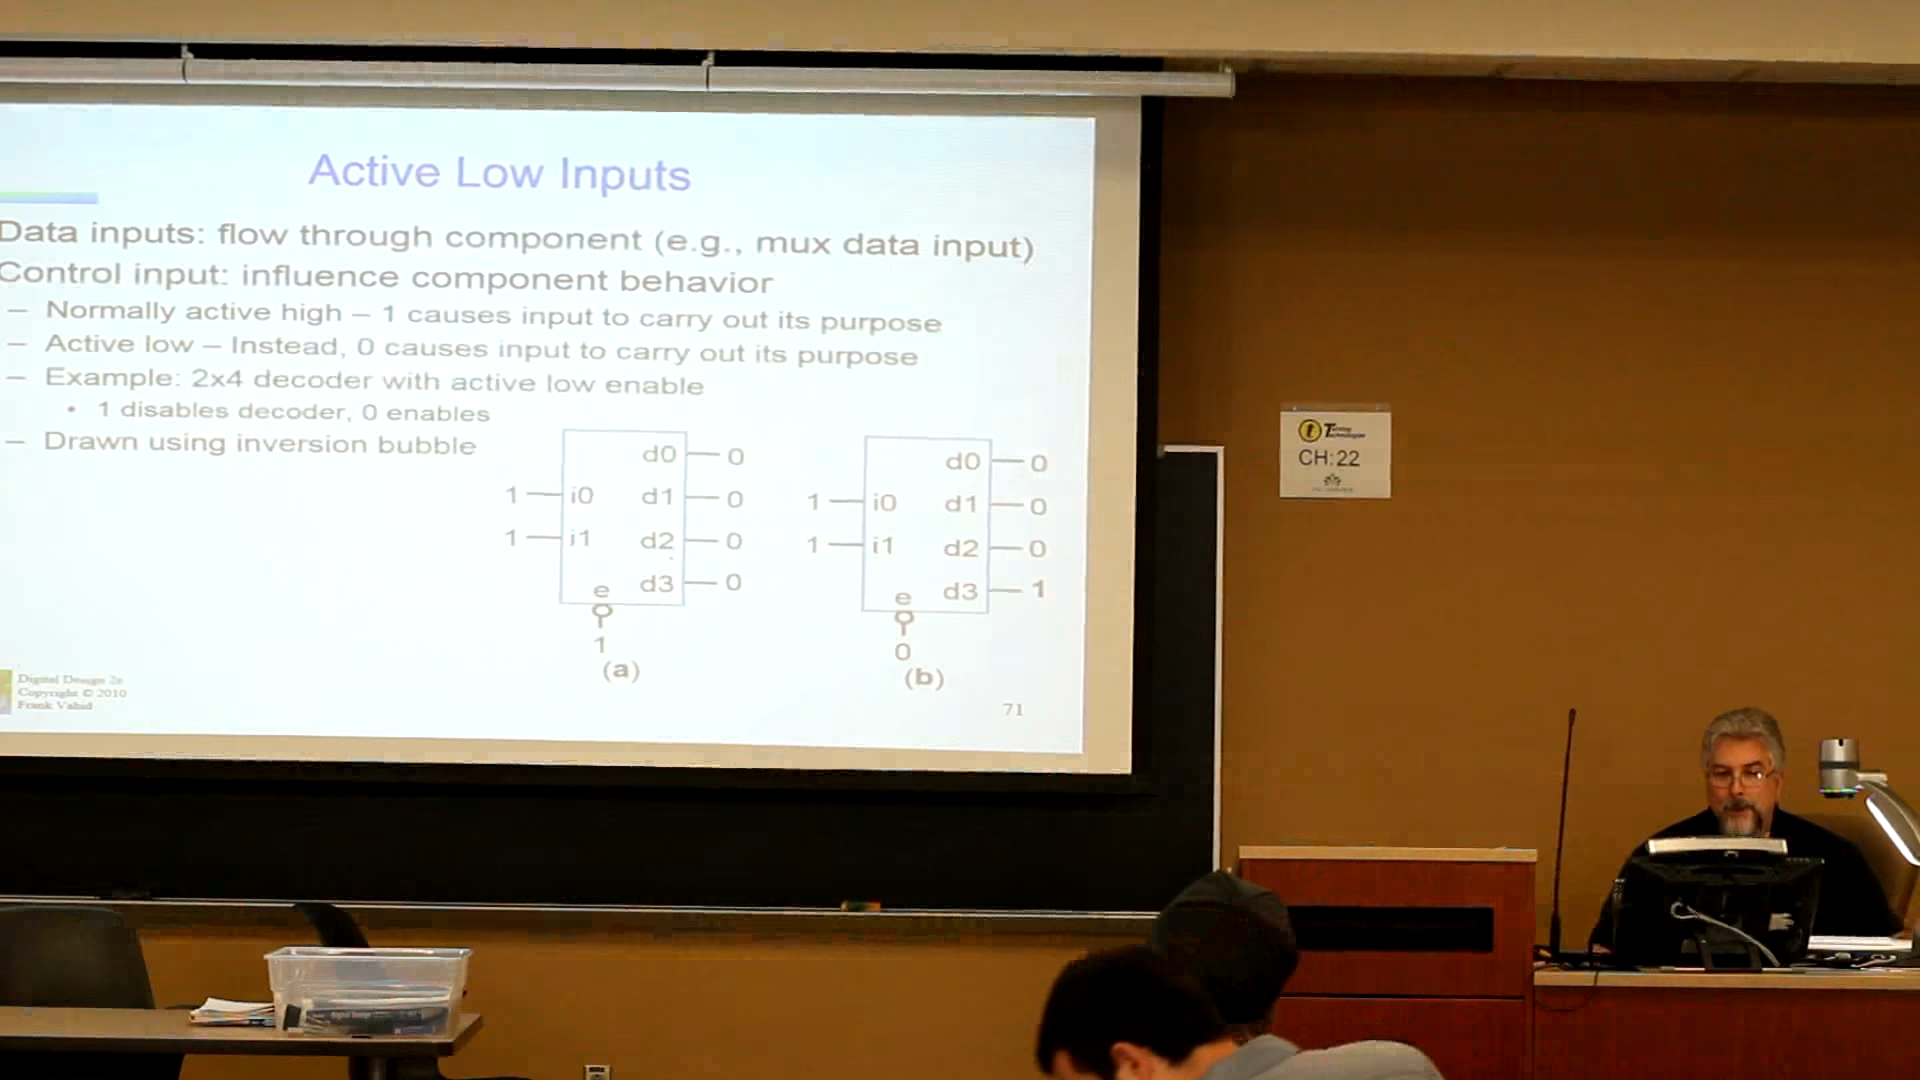 Active Low Inputs
Data inputs: flow through component (e.g., mux data input)
Control input: influence component behavior
– Normally active high – 1 causes input to carry out its purpose
– Active low – Instead, 0 causes input to carry out its purpose
– Example: 2x4 decoder with active low enable
• 1 disables decoder, 0 enables
– Drawn using inversion bubble
d0 0
1 i0 d1 0
1 i1 d2 0
e d3 0
1
(a)
d0 0
1 i0 d1 0
1 i1 d2 0
e d3 1
0
(b)
Digital Design 2e
Copyright © 2010
Frank Vahid
71
Turning
Technologies
CH:22
Digital Design